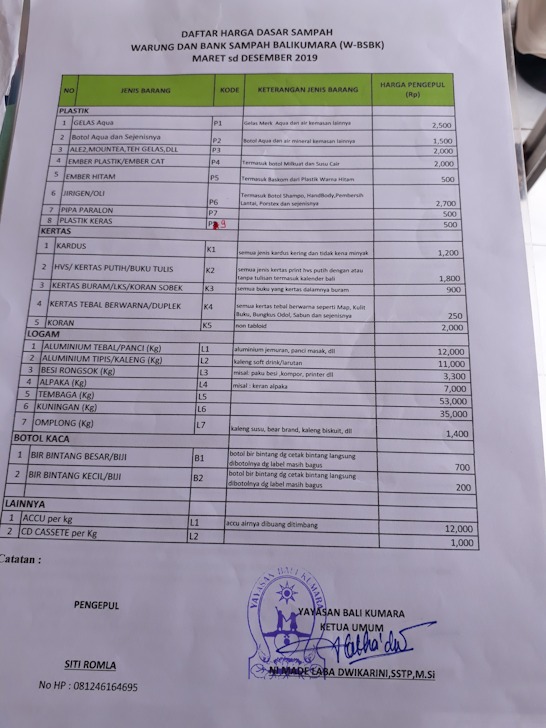 DAFTAR HARGA DASAR SAMPAH
WARUNG DAN BANK SAMPAH BALIKUMARA (W-BSBK)
MARET sd DESEMBER 2019
NO JENIS BARANG KODE KETERANGAN JENIS BARANG HARGA PENGEPUL (Rp)
PLASTIK
1 GELAS Aqua P1 Gelas Merk Aqua dan air kemasan lainnya 2,500
2 Botol Aqua dan Sejenisnya P2 Botol Aqua dan air mineral kemasan lainnya 1,500
3 ALE2,MOUNTEA,TEH GELAS,DLL P3 2,000
4 EMBER PLASTIK/EMBER CAT P4 Termasuk botol Milkuat dan Susu Cair 2,000
5 EMBER HITAM P5 Termasuk Baskom dari Plastik Warna Hitam 500
6 JIRIGEN/OLI P6 Termasuk Botol Shampo, HandBody,Pembersih
Lantai, Porstex dan sejenisnya 2,700
7 PIPA PARALON P7 500
8 PLASTIK KERAS 500
KERTAS
1 KARDUS K1 semua jenis kardus kering dan tidak kena minyak 1,200
2 HVS/ KERTAS PUTIH/BUKU TULIS K2 semua jenis kertas print hvs putih dengan atau
tanpa tulisan termasuk kalender bali 1,800
3 KERTAS BURAM/LKS/KORAN SOBEK K3 semua buku yang kertas dalamnya buram 900
4 KERTAS TEBAL BERWARNA/DUPLEK K4 semua kertas tebal berwarna seperti Map, Kulit
Buku, Bungkus Odol, Sabun dan sejenisnya 250
5 KORAN K5 non tabloid 2,000
LOGAM
1 ALUMINIUM TEBAL/PANCI (Kg) L1 aluminium jemuran, panci masak, dll 12,000
2 ALUMINIUM TIPIS/KALENG (Kg) L2 kaleng soft drink/larutan 11,000
3 BESI RONGSOK (Kg) L3 misal: paku besi ,kompor, printer dll 3,300
4 ALPAKA (Kg) L4 misal : keran alpaka 7,000
5 TEMBAGA (Kg) L5 53,000
6 KUNINGAN (Kg) L6 35,000
7 OMPLONG (Kg) L7 kaleng susu, bear brand, kaleng biskuit, dll 1,400
BOTOL KACA
1 BIR BINTANG BESAR/BIJI B1 botol bir bintang dg cetak bintang langsung
dibotolnya dg label masih bagus 700
2 BIR BINTANG KECIL/BIJI B2 botol bir bintang dg cetak bintang langsung
dibotolnya dg label masih bagus 200
LAINNYA
1 ACCU per kg L1 accu airnya dibuang ditimbang 12,000
2 CD CASSETE per Kg L2 1,000
Catatan :
PENGEPUL
YAYASAN BALI KUMARA
YAYASAN BALI KUMARA
KETUA UMUM
SITI ROMLA
NI MADE LABA DWIKARINI,SSTP,M.Si
No HP : 081246164695